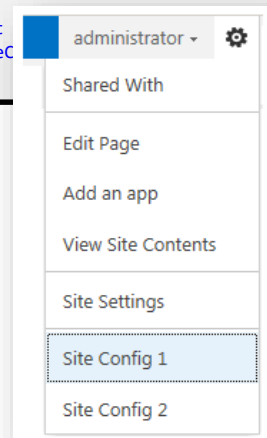 administrator
Shared With
Edit Page
Add an app
View Site Contents
Site Settings
Site Config 1
Site Config 2